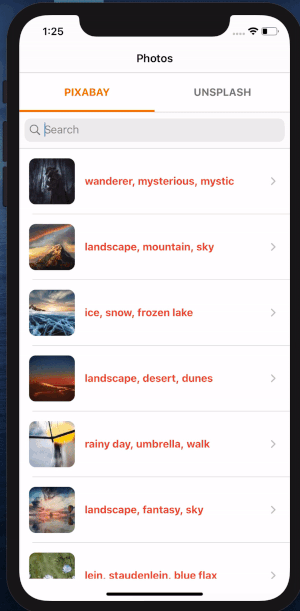 1:25
Photos
PIXABAY
UNSPLASH
Search
wanderer, mysterious, mystic
landscape, mountain, sky
ice, snow, frozen lake
landscape, desert, dunes
rainy day, umbrella, walk
landscape, fantasy, sky
lein, staudenlein, blue flax